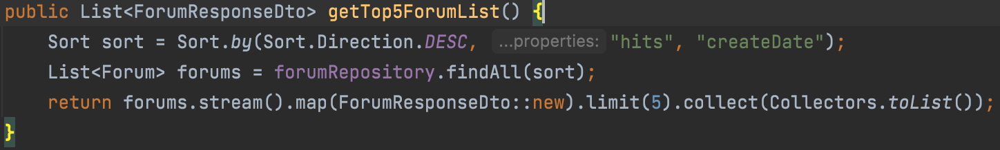 public List<ForumResponseDto> getTop5ForumList() {
    Sort sort = Sort.by(Sort.Direction.DESC, ...properties: "hits", "createDate");
    List<Forum> forums = forumRepository.findAll(sort);
    return forums.stream().map(ForumResponseDto::new).limit(5).collect(Collectors.toList());
}